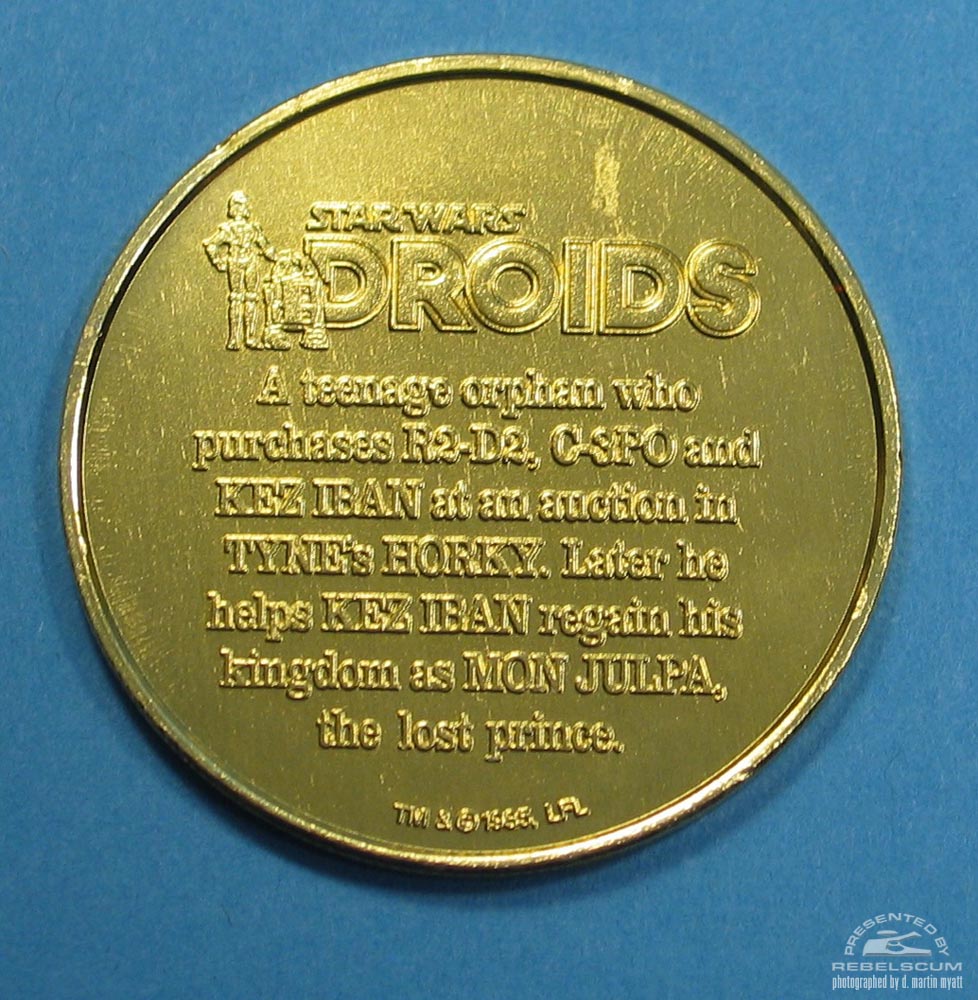 STAR WARS
DROIDS
A teenage orphan who
purchases R2-D2, C-3PO and
KEZ IBAN at an auction in
TYNE's HORKY. Later he
helps KEZ IBAN regain his
kingdom as MON JULPA,
the lost prince.
TM & © 1985, LFL
PRESENTED BY
REBELSCUM
photographed by d. martin myatt